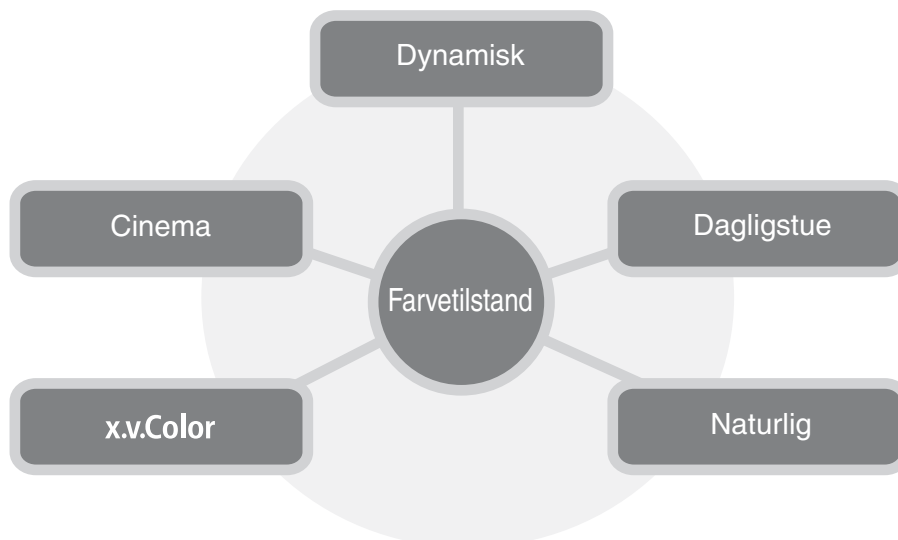 Dynamisk
Cinema
Dagligstue
Farvetilstand
x.v.Color
Naturlig